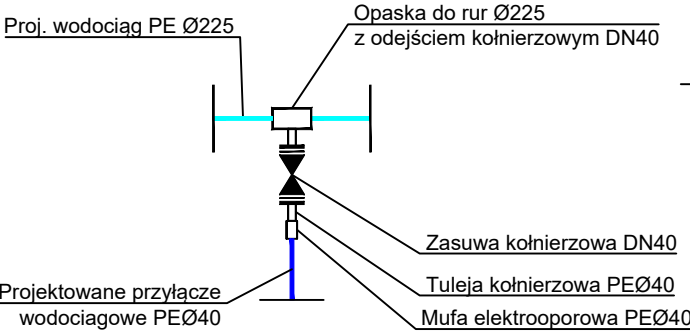 Proj. wodociąg PE Ø225
Opaska do rur Ø225
z odejściem kołnierzowym DN40
Zasuwa kołnierzowa DN40
Tuleja kołnierzowa PEØ40
Mufa elektrooporowa PEØ40
Projektowane przyłącze
wodociagowe PEØ40